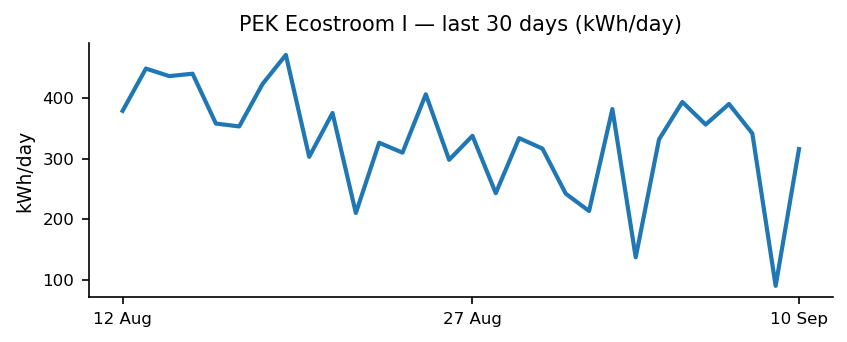 PEK Ecostroom I — last 30 days (kWh/day)
kWh/day
400
300
200
100
12 Aug
27 Aug
10 Sep